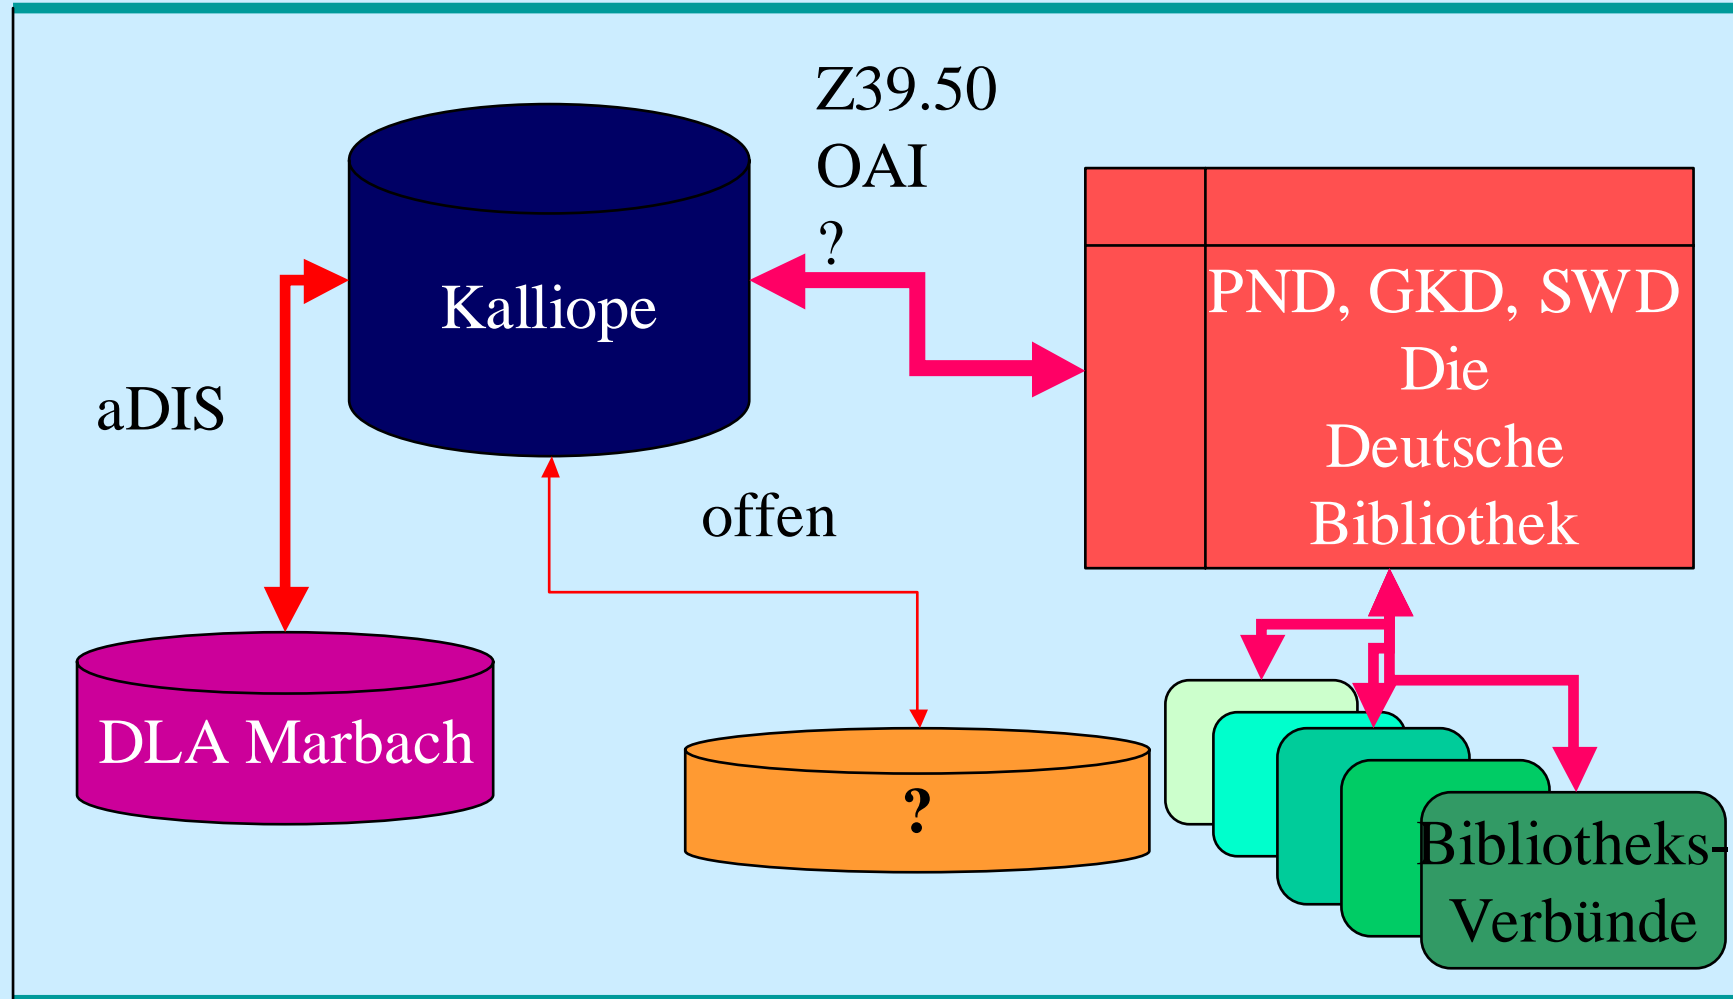 Z39.50
OAI
?
Kalliope
PND, GKD, SWD
Die
Deutsche
Bibliothek
aDIS
offen
DLA Marbach
?
Bibliotheks-
Verbünde